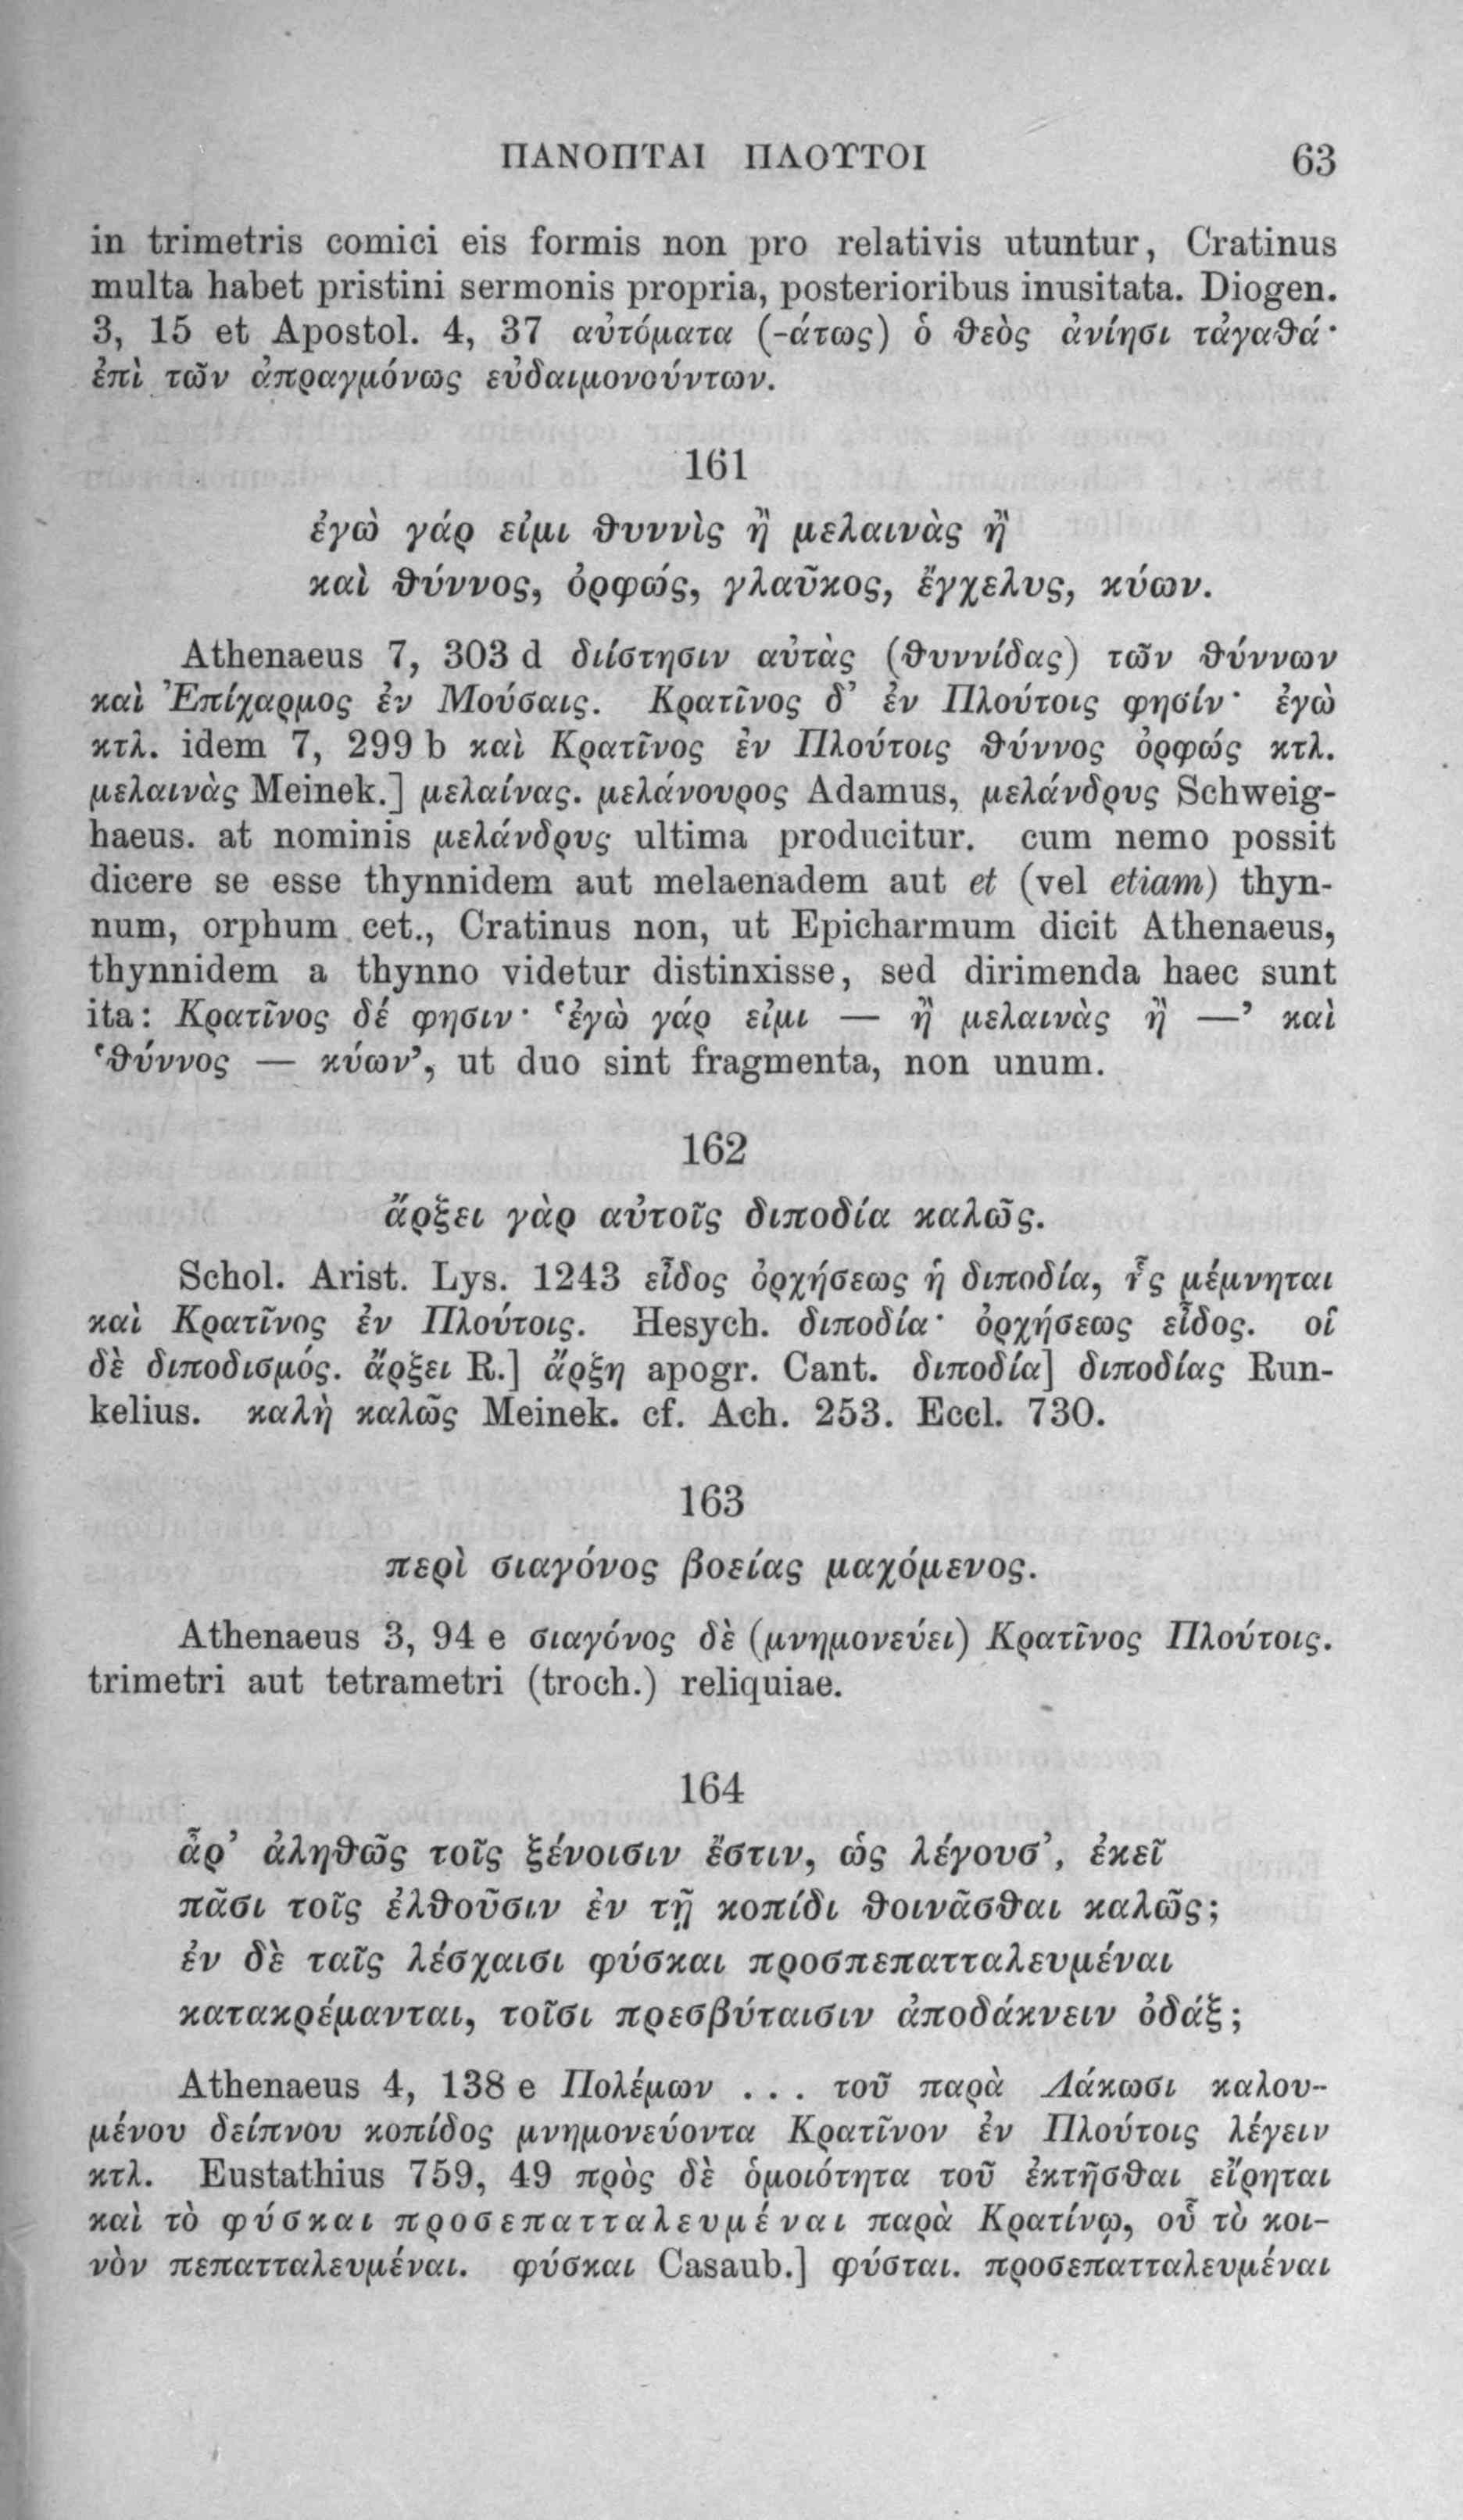 ΠΑΝΟΠΤΑΙ ΠΛΟΥΤΟΙ 63
in trimetris comici eis formis non pro relativis utuntur, Cratinus
multa habet pristini sermonis propria, posterioribus inusitata. Diogen.
3, 15 et Apostol. 4, 37 αὐτόματα (-άτως) ὁ θεὸς ἀνίησι τἀγαθά·
ἐπὶ τῶν ἀπραγμόνως εὐδαιμονούντων.
161
ἐγὼ γάρ εἰμι θυννὶς ἢ μελαινὰς ἢ
καὶ θύννος, ὀρφώς, γλαῦκος, ἔγχελυς, κύων.
Athenaeus 7, 303 d διίστησιν αὐτὰς (θυννίδας) τῶν θύννων
καὶ Ἐπίχαρμος ἐν Μούσαις. Κρατῖνος δ’ ἐν Πλούτοις φησίν· ἐγὼ
κτλ. idem 7, 299 b καὶ Κρατῖνος ἐν Πλούτοις θύννος ὀρφώς κτλ.
μελαινὰς Meinek.] μελαίνας. μελάνουρος Adamus, μελάνδρυς Schweig-
haeus. at nominis μελάνδρυς ultima producitur. cum nemo possit
dicere se esse thynnidem aut melaenadem aut et (vel etiam) thyn-
num, orphum cet., Cratinus non, ut Epicharmum dicit Athenaeus,
thynnidem a thynno videtur distinxisse, sed dirimenda haec sunt
ita: Κρατῖνος δέ φησιν· ‘ἐγὼ γάρ εἰμι — ἢ μελαινὰς ἢ —’ καὶ
‘θύννος — κύων’, ut duo sint fragmenta, non unum.
162
ἄρξει γὰρ αὐτοῖς διποδία καλῶς.
Schol. Arist. Lys. 1243 εἶδος ὀρχήσεως ἡ διποδία, ἧς μέμνηται
καὶ Κρατῖνος ἐν Πλούτοις. Hesych. διποδία· ὀρχήσεως εἶδος. οἱ
δὲ διποδισμός. ἄρξει R.] ἄρξη apogr. Cant. διποδία] διποδίας Run-
kelius. καλὴ καλῶς Meinek. cf. Ach. 253. Eccl. 730.
163
περὶ σιαγόνος βοείας μαχόμενος.
Athenaeus 3, 94 e σιαγόνος δὲ (μνημονεύει) Κρατῖνος Πλούτοις.
trimetri aut tetrametri (troch.) reliquiae.
164
ἆρ’ ἀληθῶς τοῖς ξένοισιν ἔστιν, ὡς λέγουσ’, ἐκεῖ
πᾶσι τοῖς ἐλθοῦσιν ἐν τῇ κοπίδι θοινᾶσθαι καλῶς;
ἐν δὲ ταῖς λέσχαισι φύσκαι προσπεπατταλευμέναι
κατακρέμανται, τοῖσι πρεσβύταισιν ἀποδάκνειν ὀδάξ;
Athenaeus 4, 138 e Πολέμων ... τοῦ παρὰ Λάκωσι καλου-
μένου δείπνου κοπίδος μνημονεύοντα Κρατῖνον ἐν Πλούτοις λέγειν
κτλ. Eustathius 759, 49 πρὸς δὲ ὁμοιότητα τοῦ ἐκτῆσθαι εἴρηται
καὶ τὸ φύσκαι προσεπατταλευμέναι παρὰ Κρατίνῳ, οὗ τὸ κοι-
νὸν πεπατταλευμέναι. φύσκαι Casaub.] φύσται. προσεπατταλευμέναι